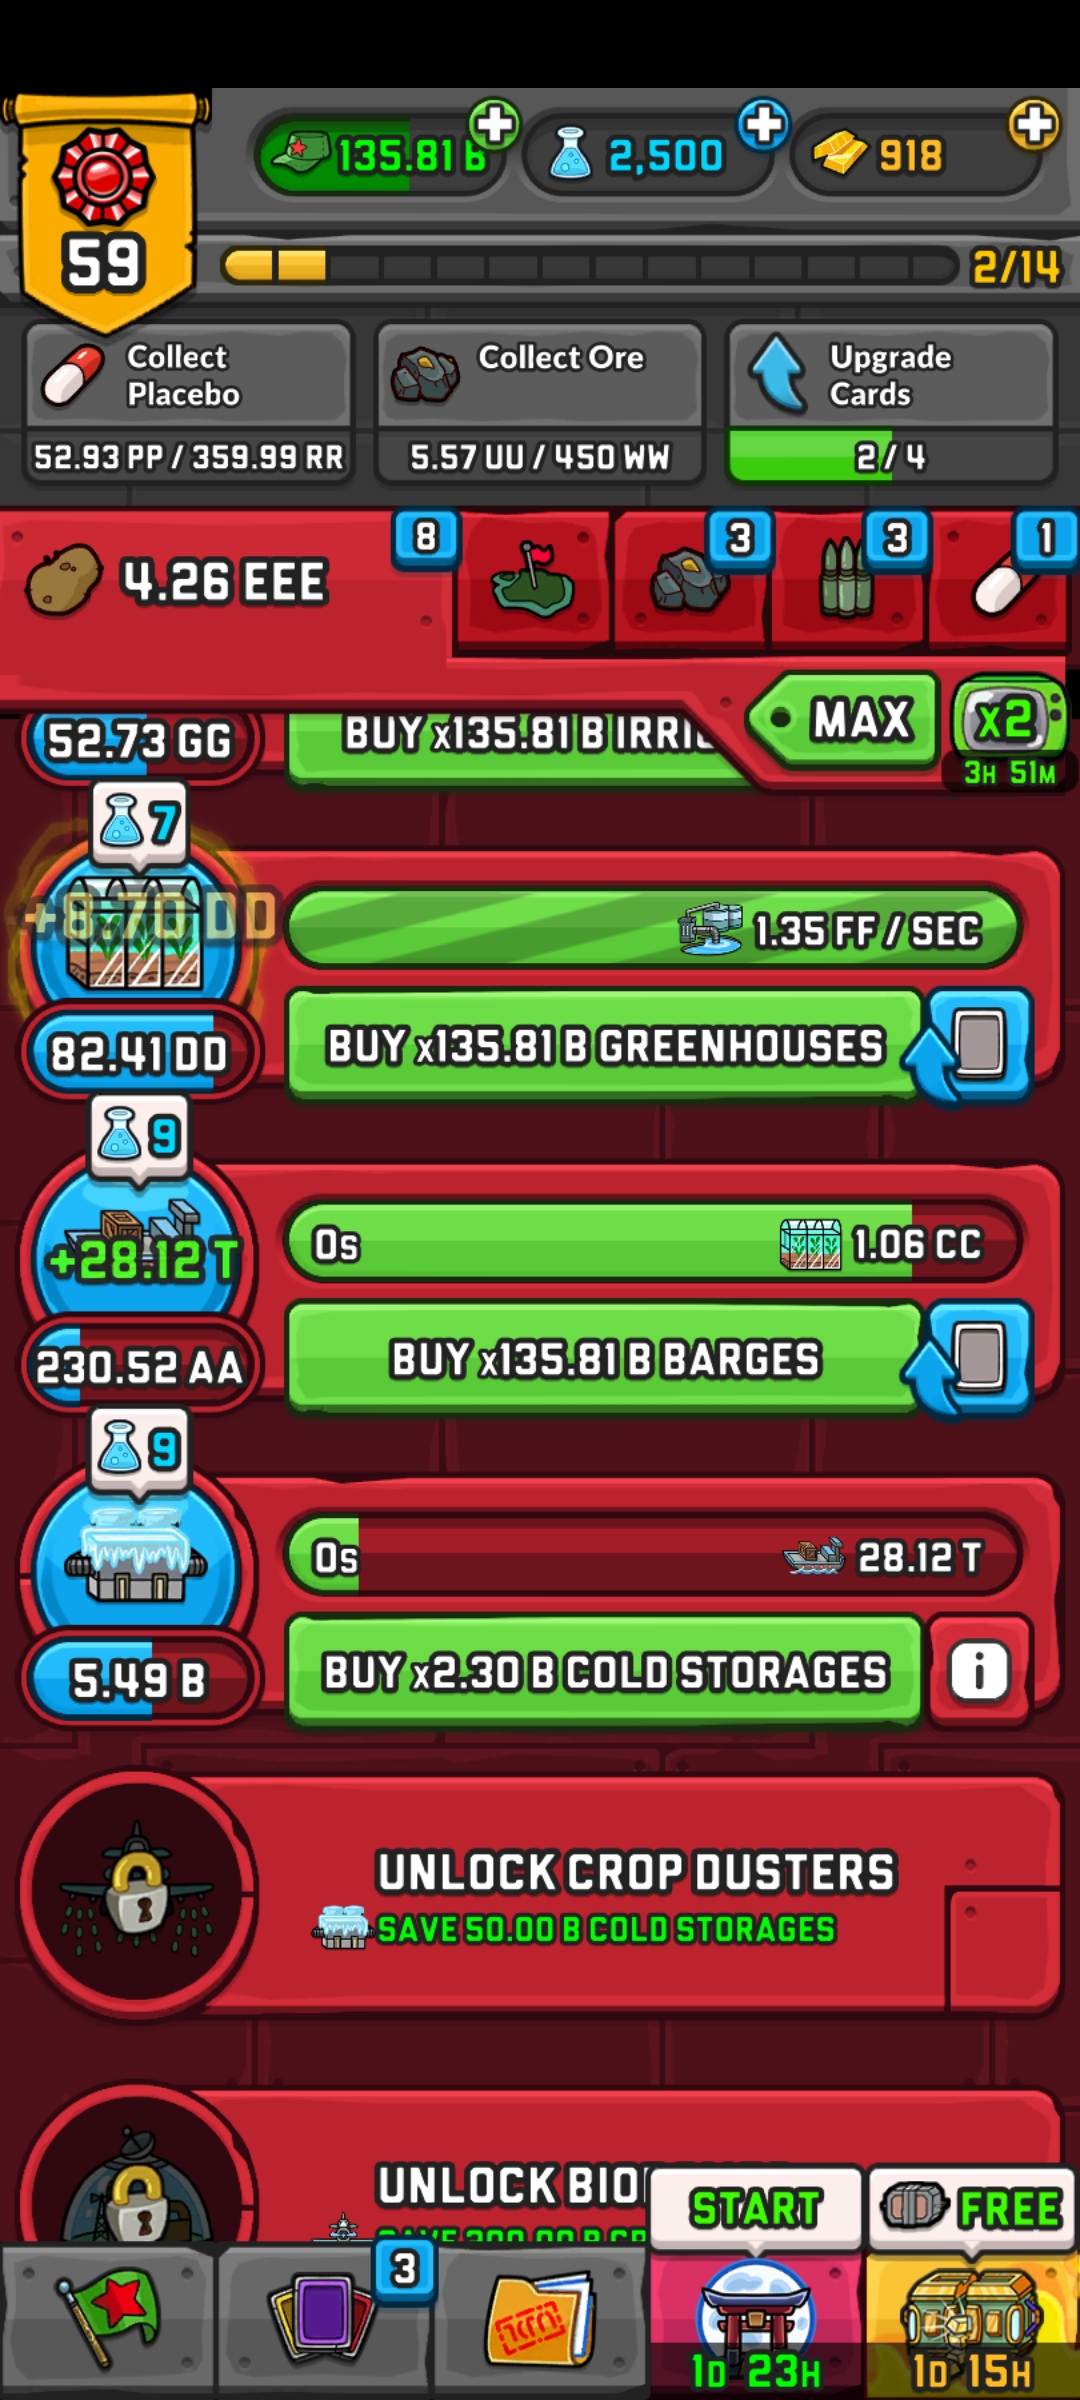 59
135.81 B
2,500
918
2/14
Collect
Placebo
52.93 PP / 359.99 RR
Collect Ore
5.57 UU / 450 WW
Upgrade
Cards
2/4
4.26 EEE
8
3
3
1
MAX
x2
3H 51M
52.73 GG
BUY x135.81 B
7
+8.70 DD
1.35 FF / SEC
82.41 DD
BUY x135.81 B GREENHOUSES
9
+28.12 T
0s
1.06 CC
230.52 AA
BUY x135.81 B BARGES
9
0s
28.12 T
5.49 B
BUY x2.30 B COLD STORAGES
i
UNLOCK CROP DUSTERS
SAVE 50.00 B COLD STORAGES
UNLOCK
START
FREE
3
1D 23H
1D 15H